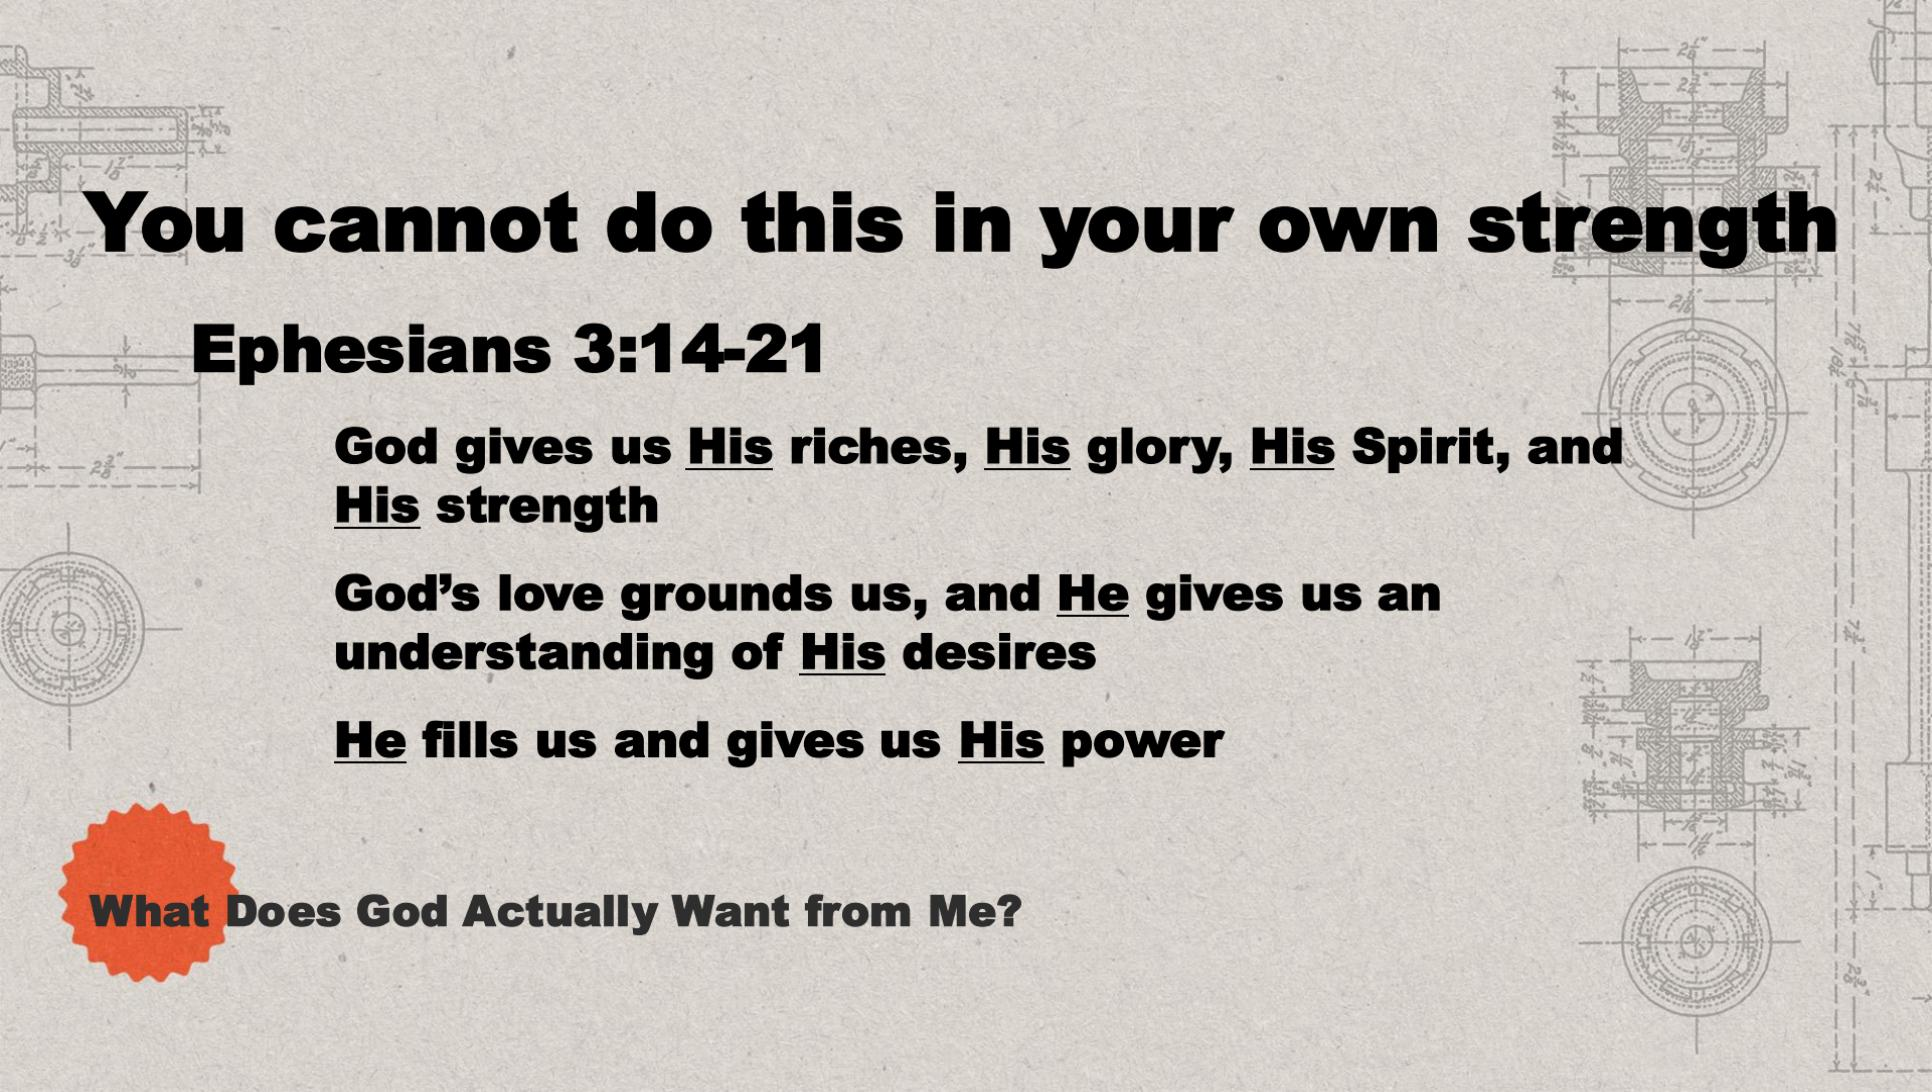 You cannot do this in your own strength
Ephesians 3:14-21
God gives us His riches, His glory, His Spirit, and
His strength
God’s love grounds us, and He gives us an
understanding of His desires
He fills us and gives us His power
What Does God Actually Want from Me?